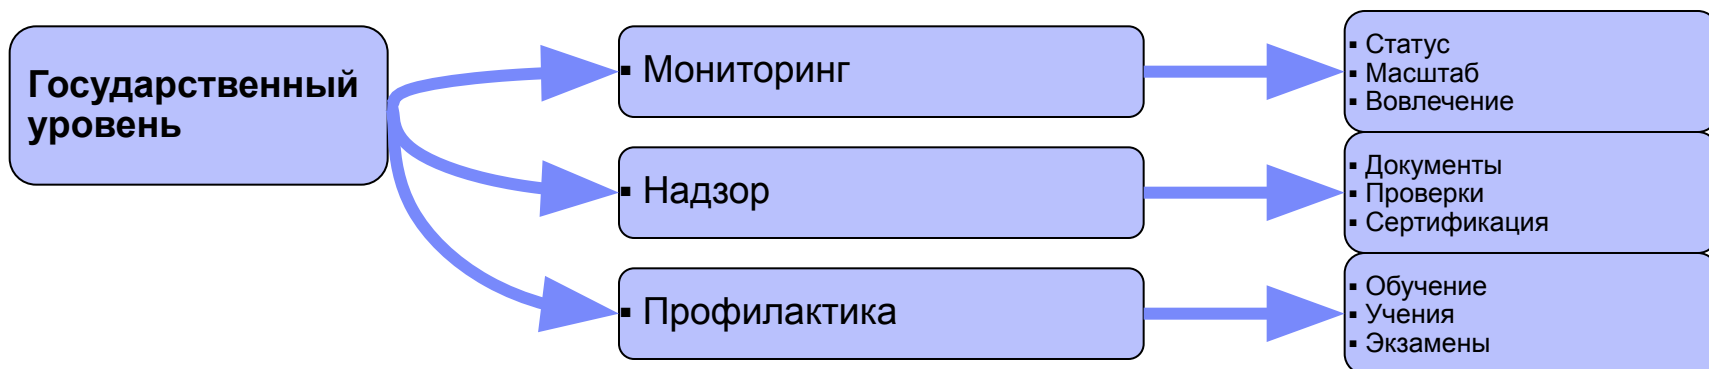 Государственный
уровень
▪ Мониторинг
▪ Статус
▪ Масштаб
▪ Вовлечение
▪ Надзор
▪ Документы
▪ Проверки
▪ Сертификация
▪ Профилактика
▪ Обучение
▪ Учения
▪ Экзамены